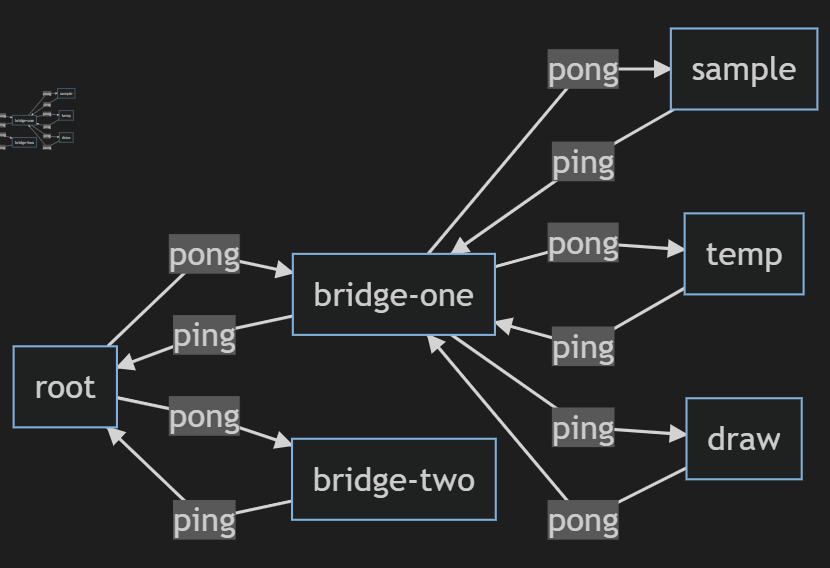 pong
sample
ping
pong
pong
temp
bridge-one
ping
ping
root
pong
ping
draw
bridge-two
ping
pong